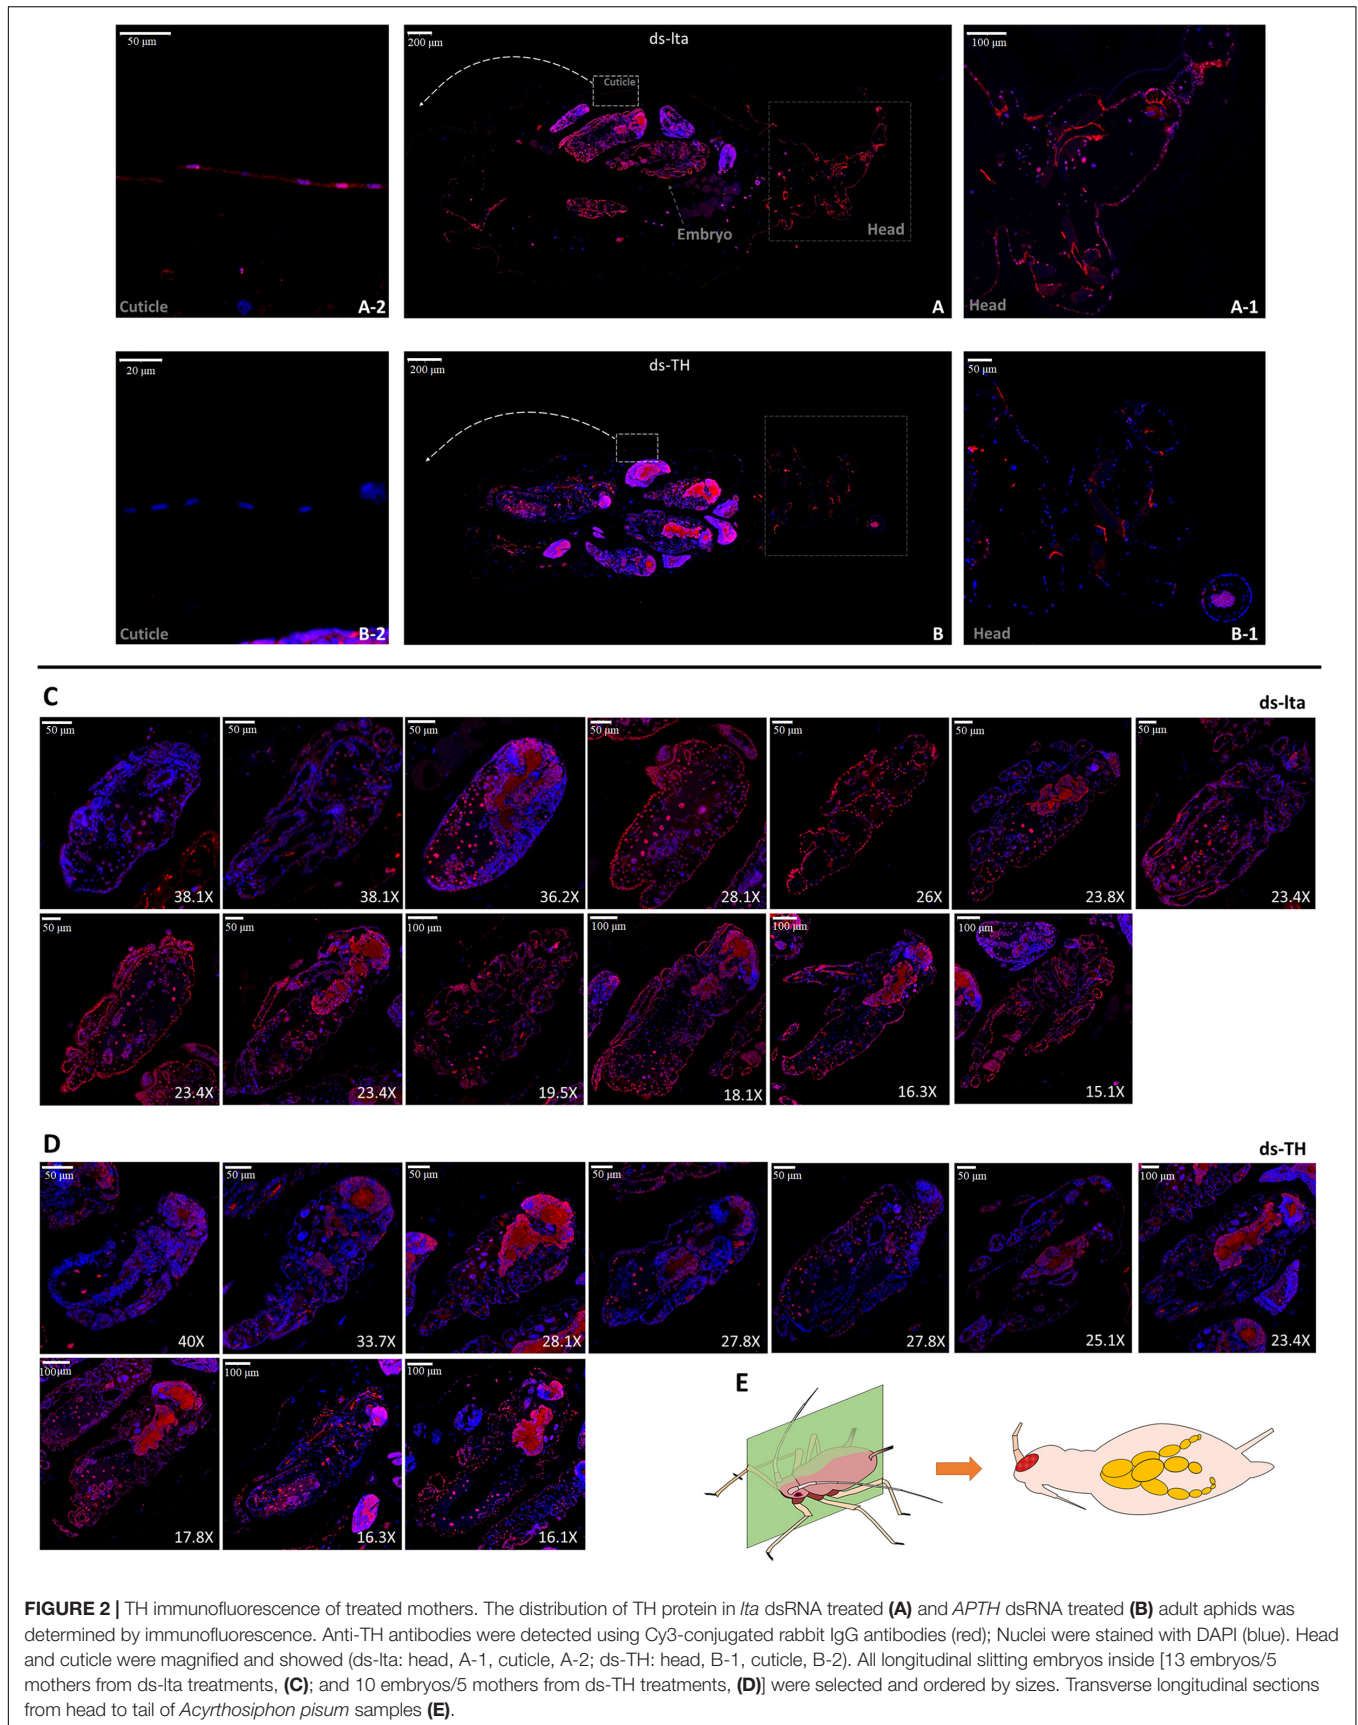 50 µm
200 µm
ds-lta
100 µm
Cuticle
Embryo
Head
Cuticle
A-2
A
Head
A-1
20 µm
200 µm
ds-TH
50 µm
Cuticle
B-2
B
Head
B-1
C
ds-lta
50 µm
50 µm
50 µm
50 µm
50 µm
50 µm
50 µm
38.1X
38.1X
36.2X
28.1X
26X
23.8X
23.4X
50 µm
50 µm
100 µm
100 µm
100 µm
100 µm
23.4X
23.4X
19.5X
18.1X
16.3X
15.1X
D
ds-TH
50 µm
50 µm
50 µm
50 µm
50 µm
50 µm
100 µm
40X
33.7X
28.1X
27.8X
27.8X
25.1X
23.4X
100 µm
100 µm
100 µm
17.8X
16.3X
16.1X
E
FIGURE 2 | TH immunofluorescence of treated mothers. The distribution of TH protein in lta dsRNA treated (A) and APTH dsRNA treated (B) adult aphids was
determined by immunofluorescence. Anti-TH antibodies were detected using Cy3-conjugated rabbit IgG antibodies (red); Nuclei were stained with DAPI (blue). Head
and cuticle were magnified and showed (ds-lta: head, A-1, cuticle, A-2; ds-TH: head, B-1, cuticle, B-2). All longitudinal slitting embryos inside [13 embryos/5
mothers from ds-lta treatments, (C); and 10 embryos/5 mothers from ds-TH treatments, (D)] were selected and ordered by sizes. Transverse longitudinal sections
from head to tail of Acyrthosiphon pisum samples (E).